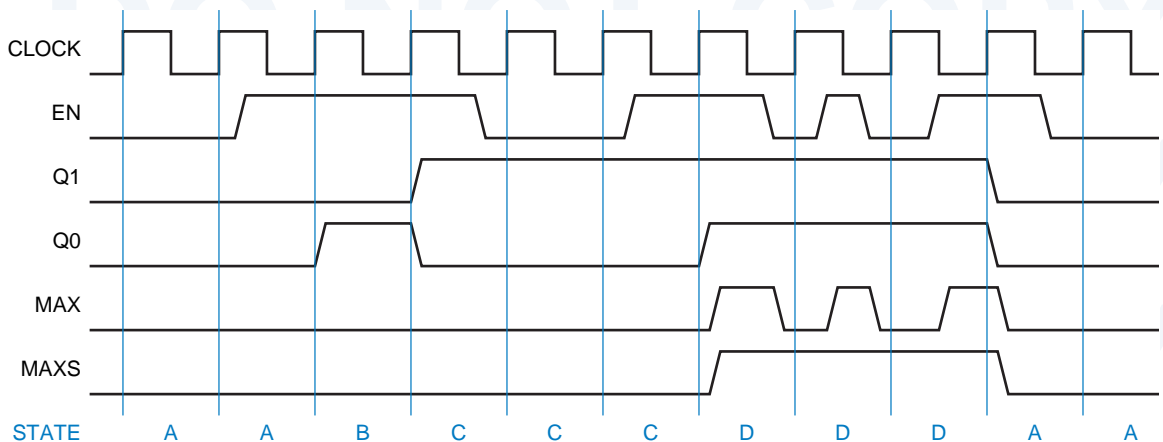 CLOCK
EN
Q1
Q0
MAX
MAXS
STATE A A B C C C D D D A A